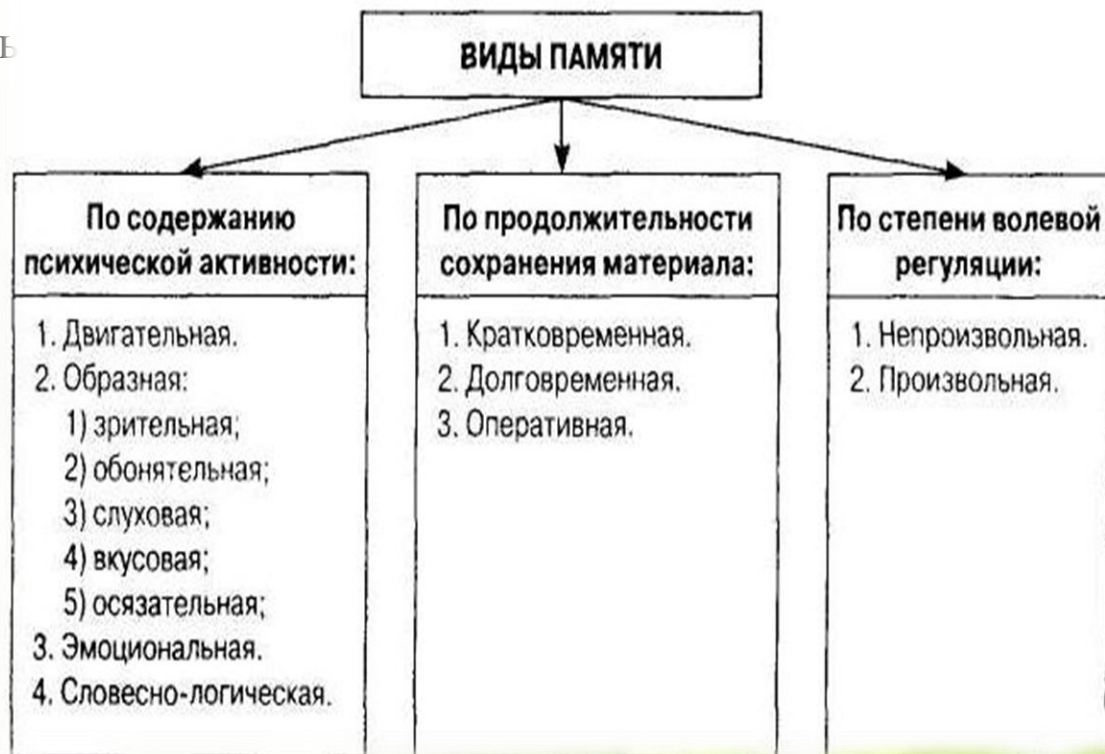 ь
ВИДЫ ПАМЯТИ
По содержанию
психической активности:
1. Двигательная.
2. Образная:
1) зрительная;
2) обонятельная;
3) слуховая;
4) вкусовая;
5) осязательная;
3. Эмоциональная.
4. Словесно-логическая.
По продолжительности
сохранения материала:
1. Кратковременная.
2. Долговременная.
3. Оперативная.
По степени волевой
регуляции:
1. Непроизвольная.
2. Произвольная.